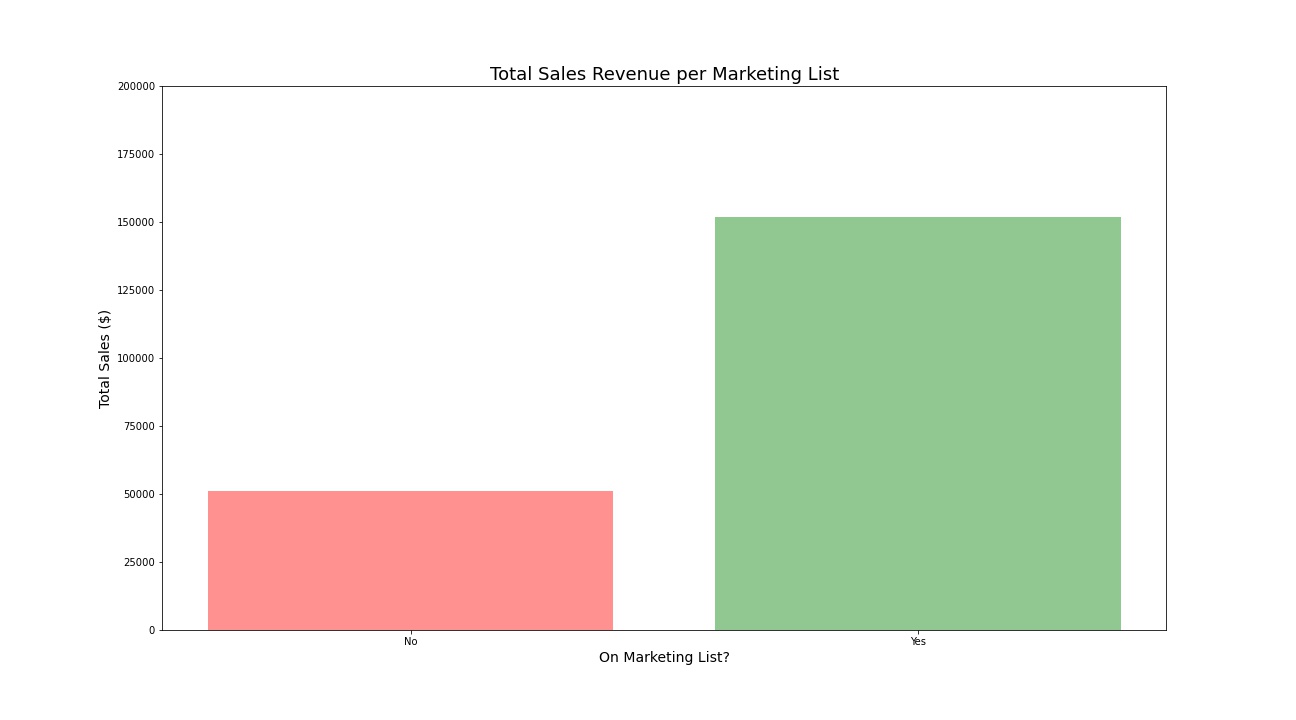 Total Sales Revenue per Marketing List
200000
175000
150000
125000
100000
75000
50000
25000
0
Total Sales ($)
No
Yes
On Marketing List?